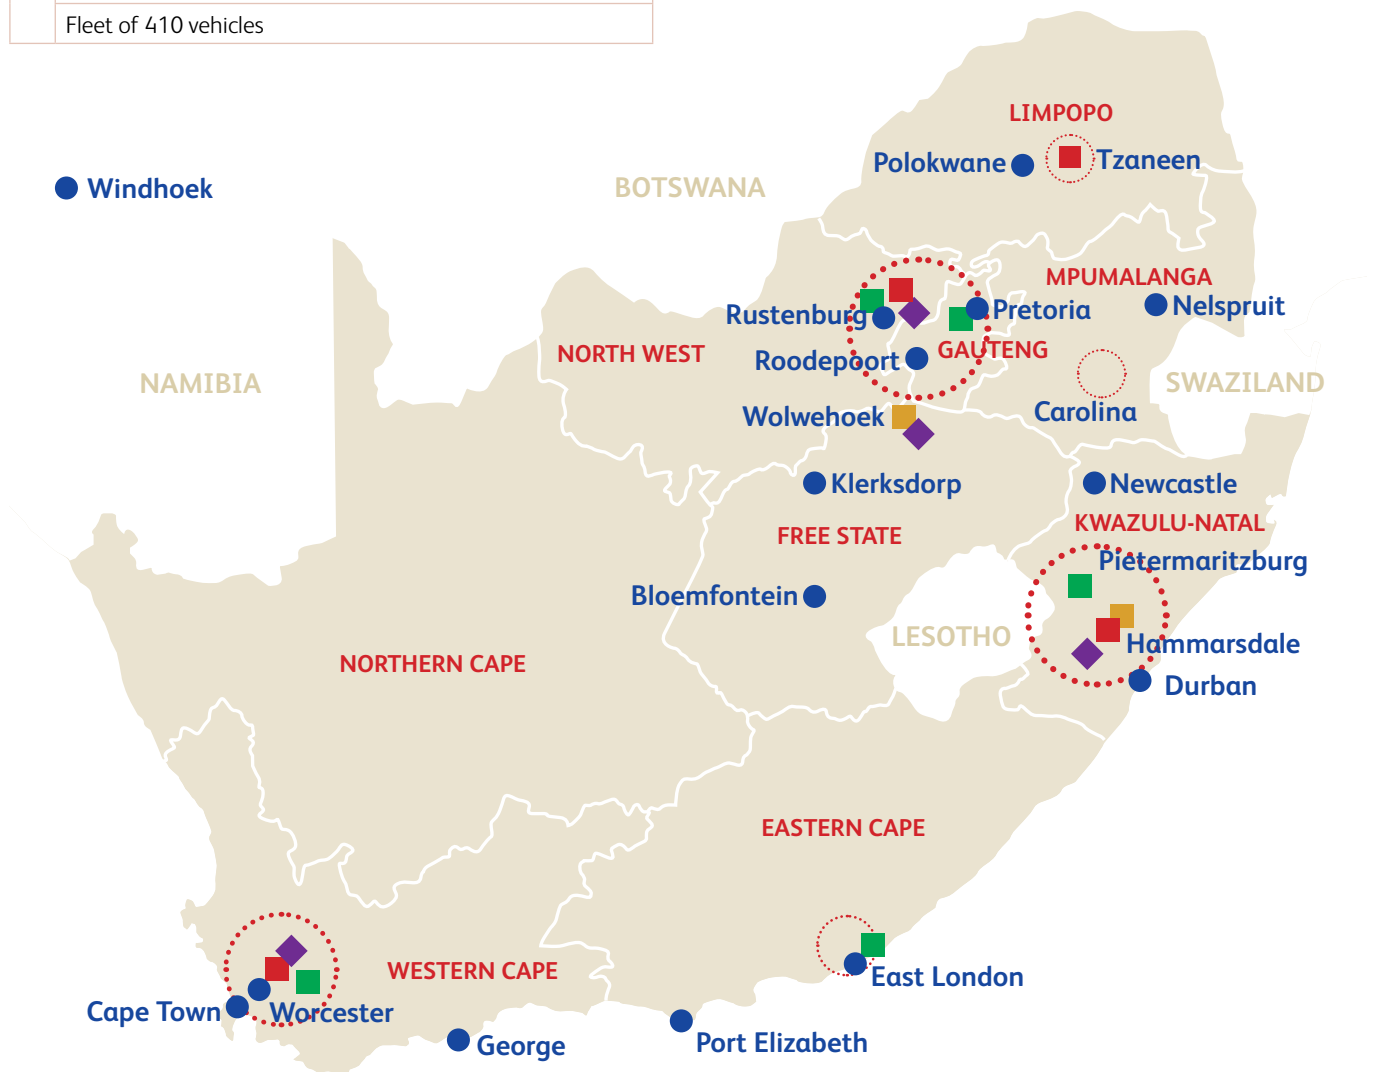 Fleet of 410 vehicles
LIMPOPO
Polokwane
Tzaneen
Windhoek
BOTSWANA
MPUMALANGA
Nelspruit
Rustenburg
Pretoria
NORTH WEST
GAUTENG
Roodepoort
NAMIBIA
SWAZILAND
Carolina
Wolwehoek
Klerksdorp
Newcastle
KWAZULU-NATAL
FREE STATE
Pietermaritzburg
Bloemfontein
LESOTHO
Hammarsdale
NORTHERN CAPE
Durban
EASTERN CAPE
WESTERN CAPE
East London
Cape Town
Worcester
George
Port Elizabeth